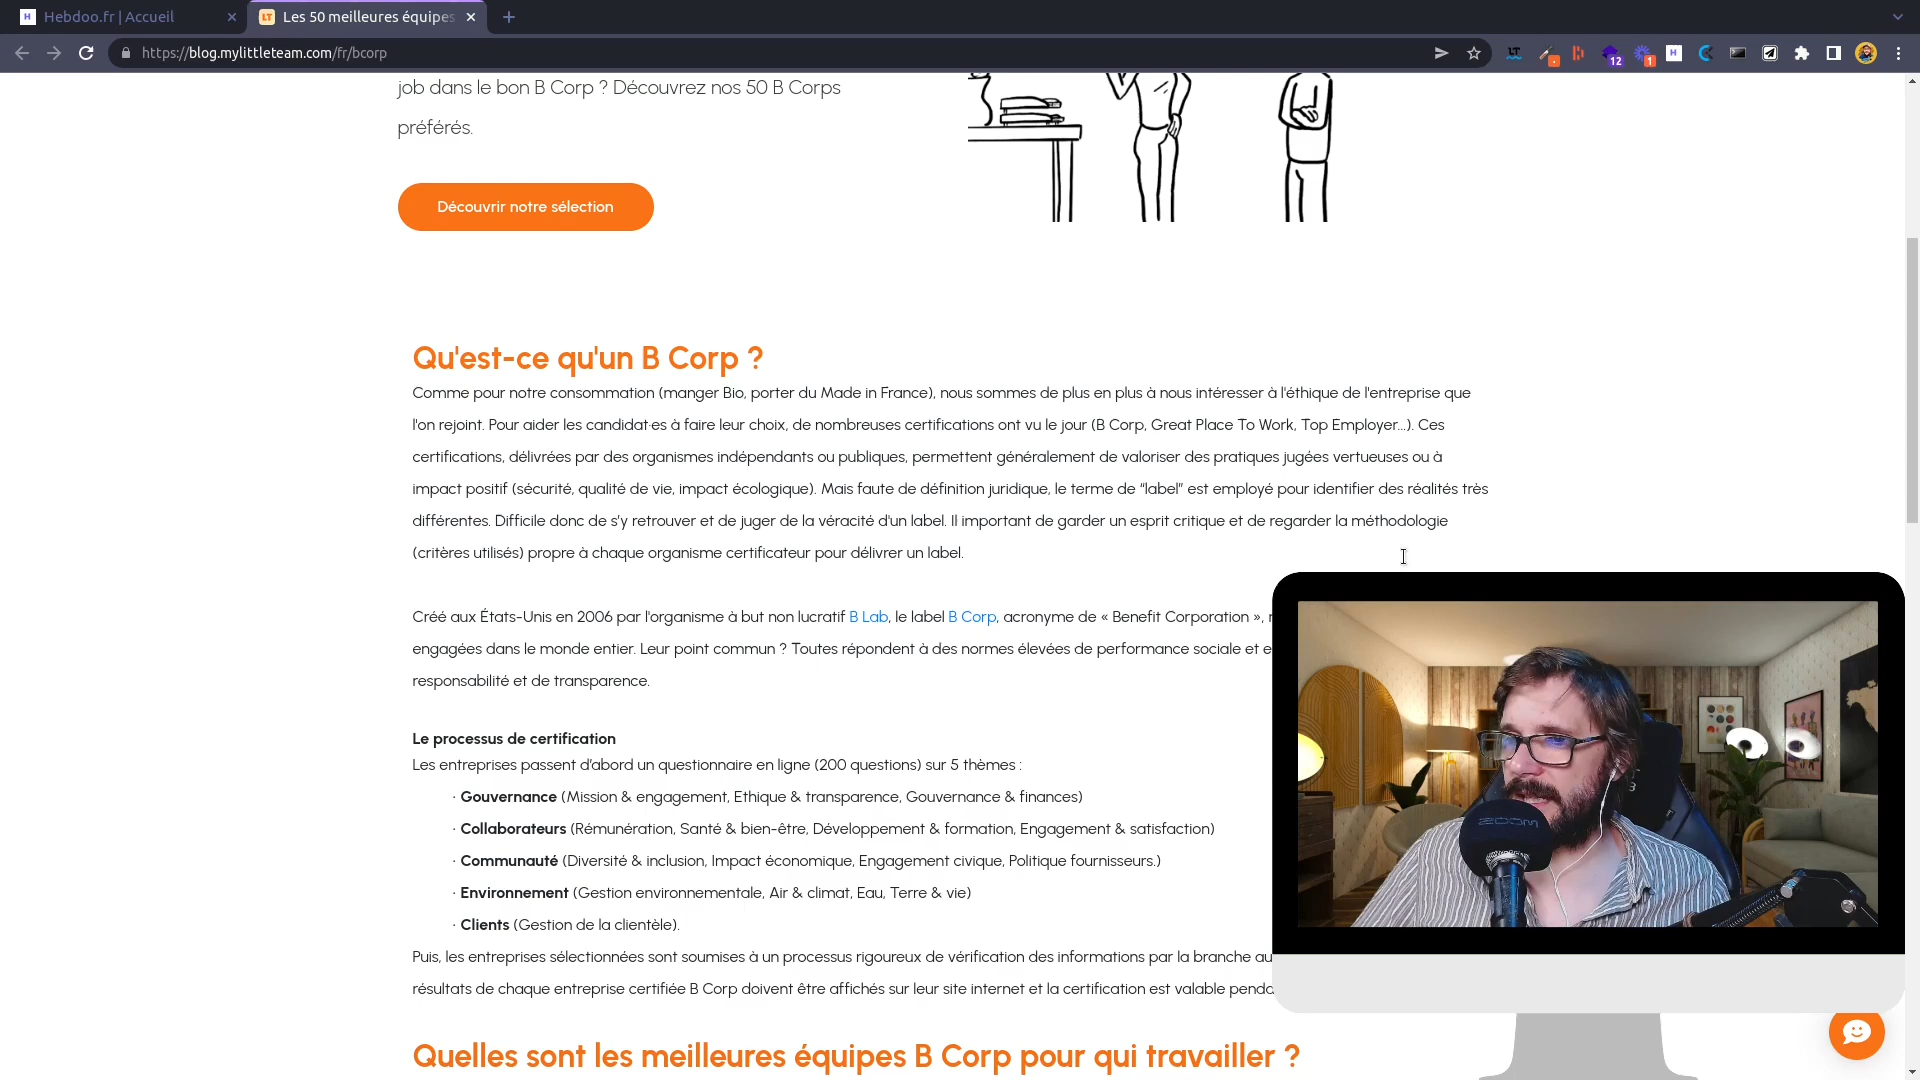 Hebdoo.fr | Accueil
Les 50 meilleures équipes
https://blog.mylittleteam.com/fr/bcorp
12
1
job dans le bon B Corp ? Découvrez nos 50 B Corps
préférés.
Découvrir notre sélection
Qu'est-ce qu'un B Corp ?
Comme pour notre consommation (manger Bio, porter du Made in France), nous sommes de plus en plus à nous intéresser à l'éthique de l'entreprise que
l'on rejoint. Pour aider les candidat·es à faire leur choix, de nombreuses certifications ont vu le jour (B Corp, Great Place To Work, Top Employer...). Ces
certifications, délivrées par des organismes indépendants ou publiques, permettent généralement de valoriser des pratiques jugées vertueuses ou à
impact positif (sécurité, qualité de vie, impact écologique). Mais faute de définition juridique, le terme de “label” est employé pour identifier des réalités très
différentes. Difficile donc de s’y retrouver et de juger de la véracité d'un label. Il important de garder un esprit critique et de regarder la méthodologie
(critères utilisés) propre à chaque organisme certificateur pour délivrer un label.
Créé aux États-Unis en 2006 par l'organisme à but non lucratif B Lab, le label B Corp, acronyme de « Benefit Corporation »,
engagées dans le monde entier. Leur point commun ? Toutes répondent à des normes élevées de performance sociale et
responsabilité et de transparence.
Le processus de certification
Les entreprises passent d’abord un questionnaire en ligne (200 questions) sur 5 thèmes :
· Gouvernance (Mission & engagement, Ethique & transparence, Gouvernance & finances)
· Collaborateurs (Rémunération, Santé & bien-être, Développement & formation, Engagement & satisfaction)
· Communauté (Diversité & inclusion, Impact économique, Engagement civique, Politique fournisseurs.)
· Environnement (Gestion environnementale, Air & climat, Eau, Terre & vie)
· Clients (Gestion de la clientèle).
Puis, les entreprises sélectionnées sont soumises à un processus rigoureux de vérification des informations par la branche
résultats de chaque entreprise certifiée B Corp doivent être affichés sur leur site internet et la certification est valable
Quelles sont les meilleures équipes B Corp pour qui travailler ?
ZOOM